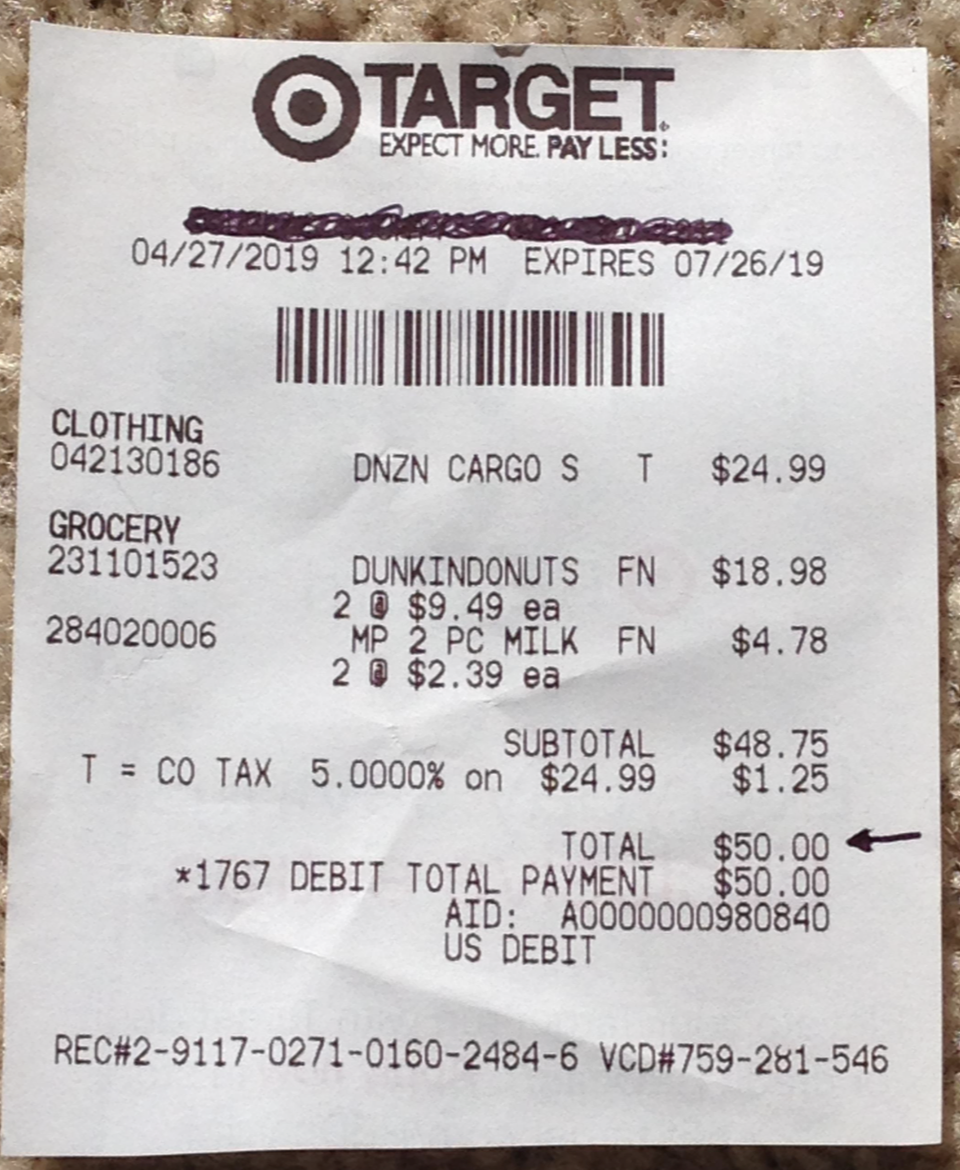 TARGET
EXPECT MORE. PAY LESS.
04/27/2019 12:42 PM EXPIRES 07/26/19
CLOTHING
042130186 DNZN CARGO S T $24.99
GROCERY
231101523 DUNKINDONUTS FN $18.98
2 @ $9.49 ea
284020006 MP 2 PC MILK FN $4.78
2 @ $2.39 ea
SUBTOTAL $48.75
T = CO TAX 5.0000% on $24.99 $1.25
TOTAL $50.00
*1767 DEBIT TOTAL PAYMENT $50.00
AID: A0000000980840
US DEBIT
REC#2-9117-0271-0160-2484-6 VCD#759-281-546